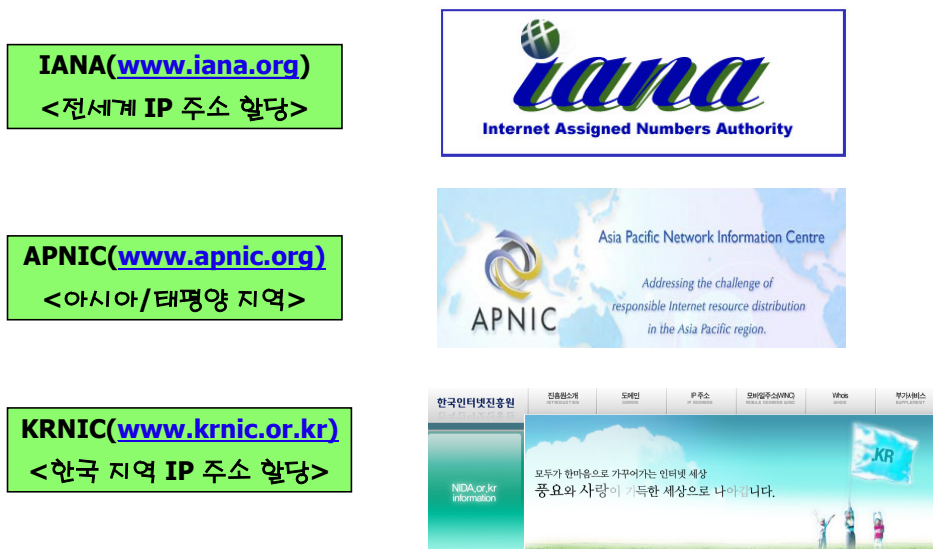 IANA(www.iana.org)
<전세계 IP 주소 할당>
iana
Internet Assigned Numbers Authority
APNIC(www.apnic.org)
<아시아/태평양 지역>
APNIC
Asia Pacific Network Information Centre
Addressing the challenge of
responsible Internet resource distribution
in the Asia Pacific region.
KRNIC(www.krnic.or.kr)
<한국 지역 IP 주소 할당>
한국인터넷진흥원
진흥원소개 도메인 IP 주소 모바일주소(WINC) Whois 부가서비스
NIDA.or.kr
information
모두가 한마음으로 가꾸어가는 인터넷 세상
풍요와 사랑이 가득한 세상으로 나아갑니다.
.KR